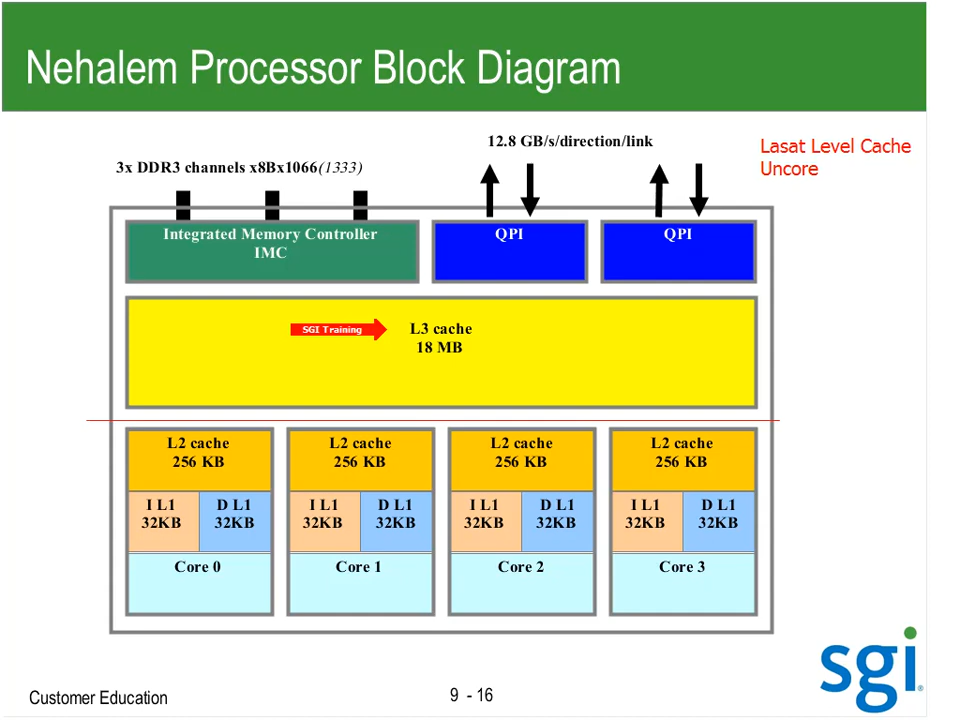 Nehalem Processor Block Diagram
12.8 GB/s/direction/link
Lasat Level Cache
Uncore
3x DDR3 channels x8Bx1066(1333)
Integrated Memory Controller
IMC
QPI
QPI
SGI Training
L3 cache
18 MB
L2 cache
256 KB
L2 cache
256 KB
L2 cache
256 KB
L2 cache
256 KB
I L1
32KB
D L1
32KB
I L1
32KB
D L1
32KB
I L1
32KB
D L1
32KB
I L1
32KB
D L1
32KB
Core 0
Core 1
Core 2
Core 3
Customer Education
9 - 16
sgi®